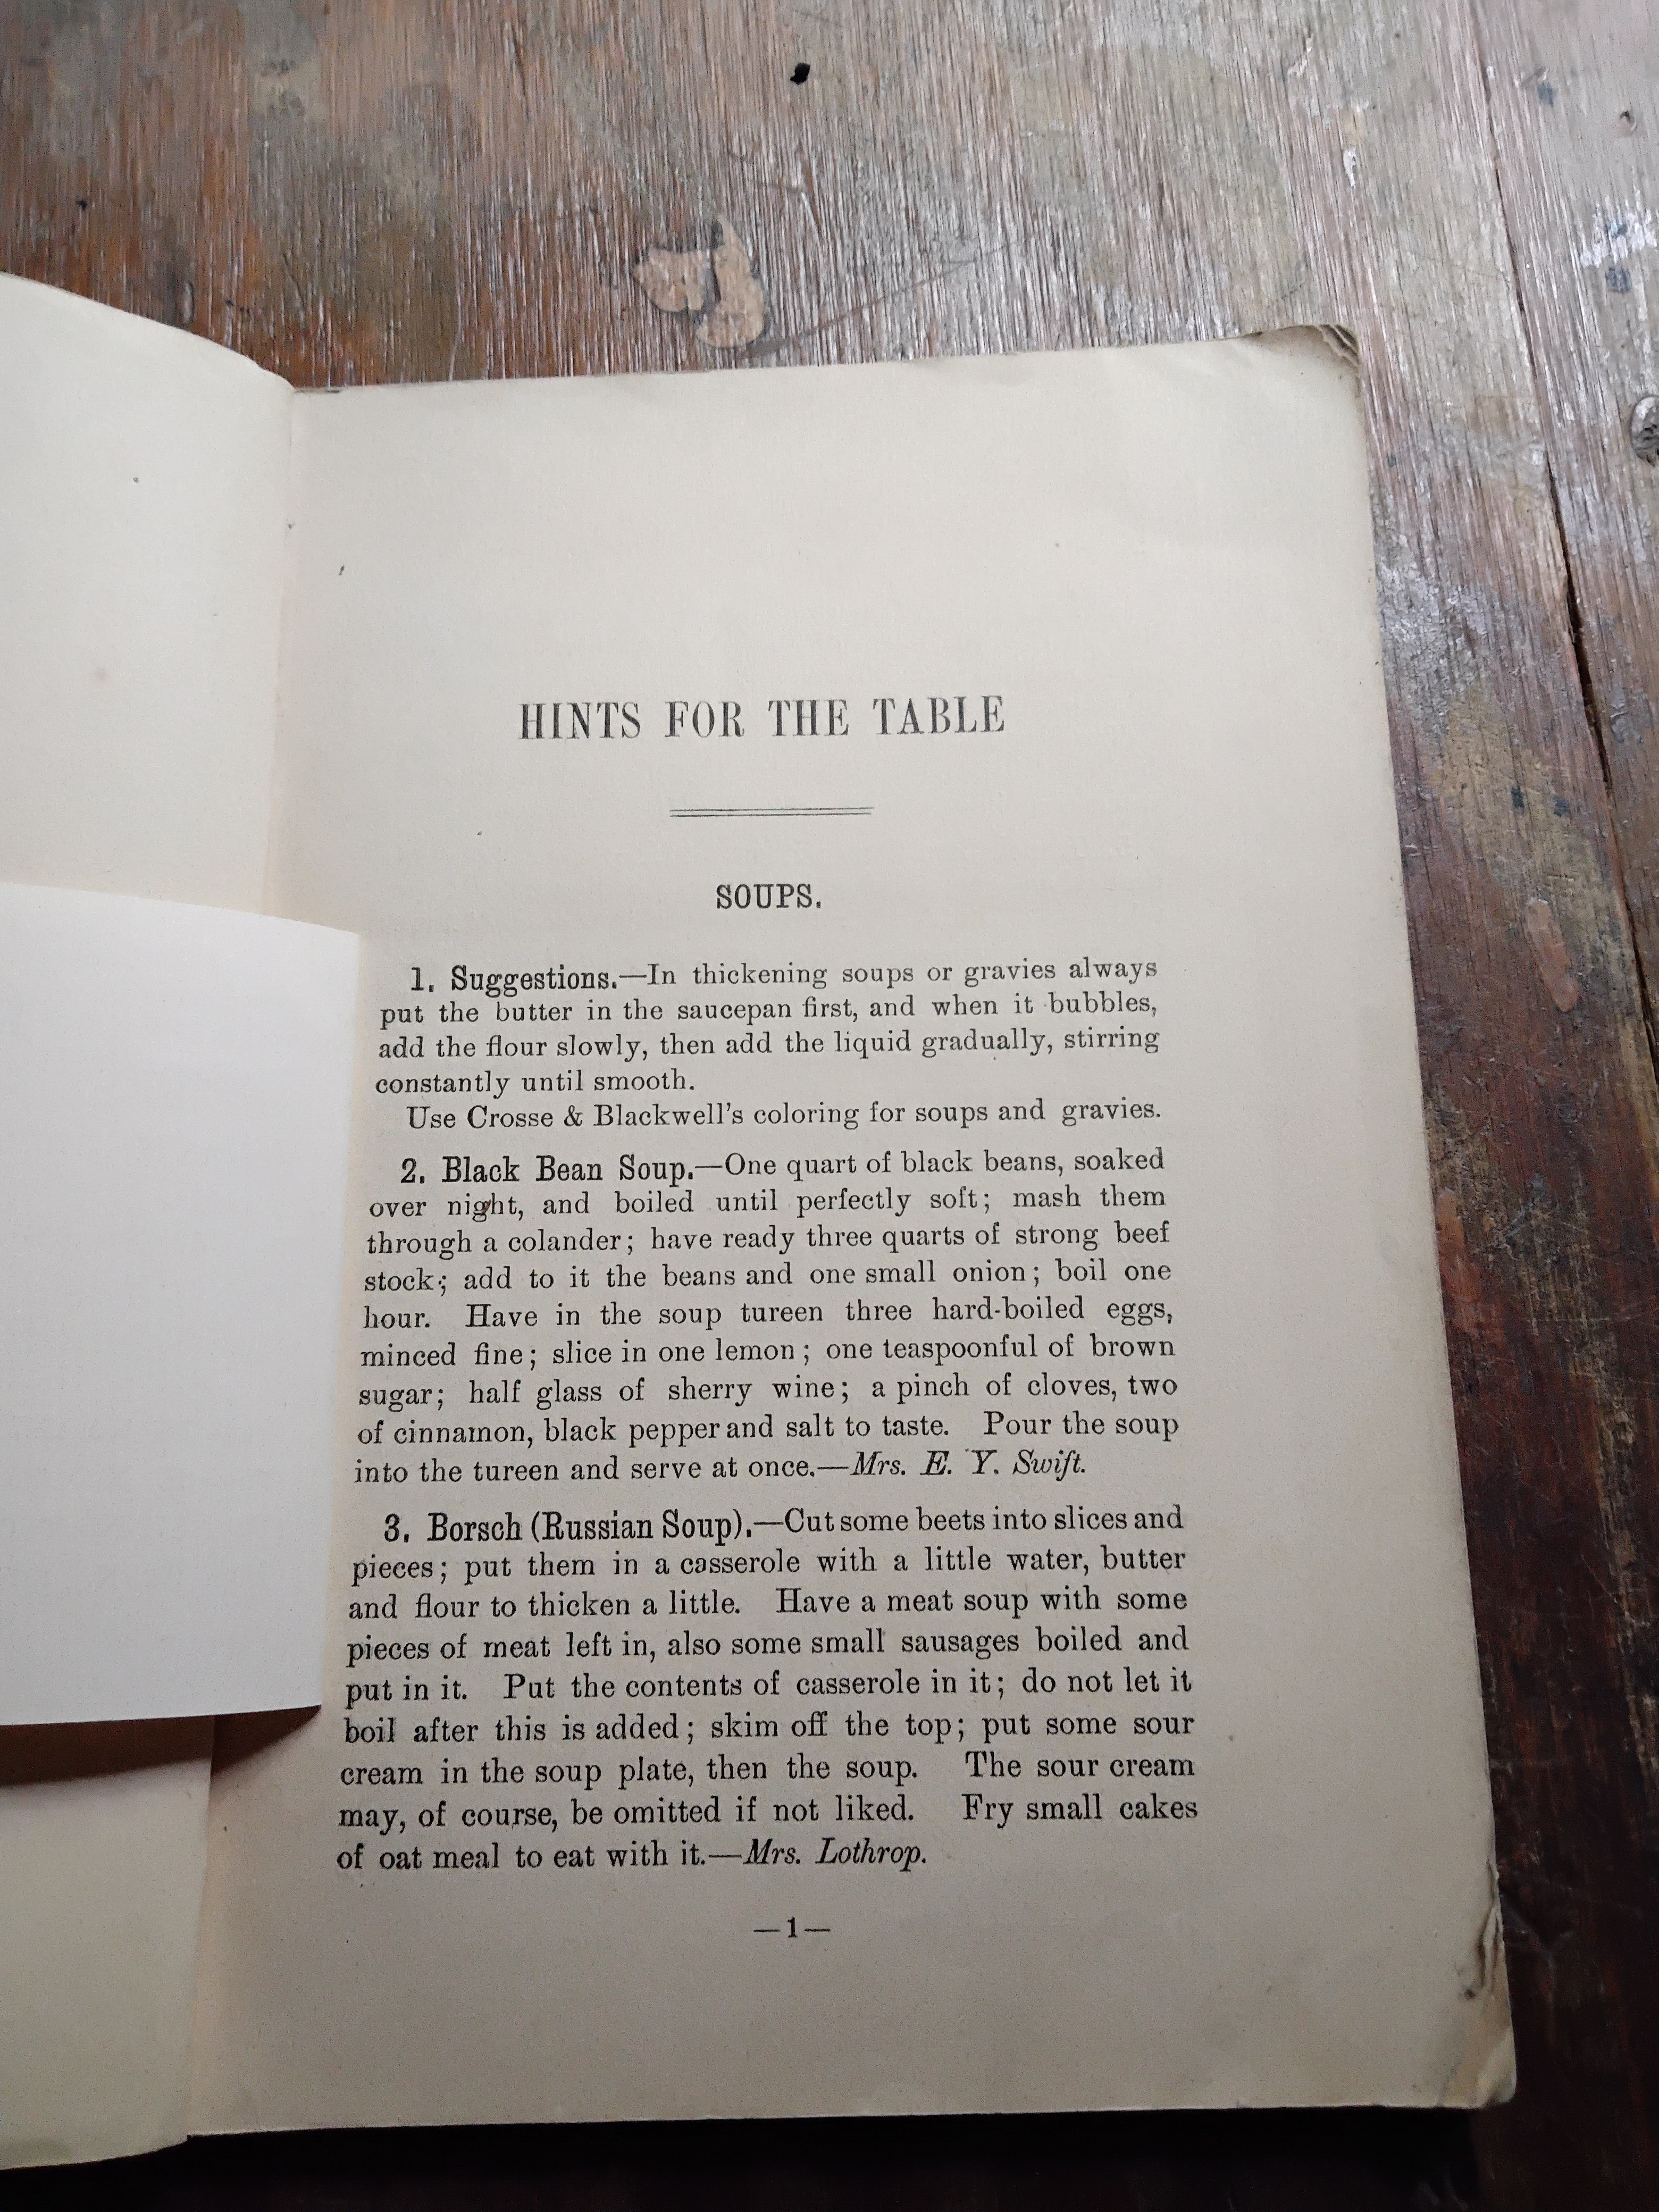 HINTS FOR THE TABLE
SOUPS.
1. Suggestions.—In thickening soups or gravies always
put the butter in the saucepan first, and when it bubbles,
add the flour slowly, then add the liquid gradually, stirring
constantly until smooth.
Use Crosse & Blackwell's coloring for soups and gravies.
2. Black Bean Soup.—One quart of black beans, soaked
over night, and boiled until perfectly soft; mash them
through a colander; have ready three quarts of strong beef
stock; add to it the beans and one small onion; boil one
hour. Have in the soup tureen three hard-boiled eggs,
minced fine; slice in one lemon; one teaspoonful of brown
sugar; half glass of sherry wine; a pinch of cloves, two
of cinnamon, black pepper and salt to taste. Pour the soup
into the tureen and serve at once.—Mrs. E. Y. Swift.
3. Borsch (Russian Soup).—Cut some beets into slices and
pieces; put them in a casserole with a little water, butter
and flour to thicken a little. Have a meat soup with some
pieces of meat left in, also some small sausages boiled and
put in it. Put the contents of casserole in it; do not let it
boil after this is added; skim off the top; put some sour
cream in the soup plate, then the soup. The sour cream
may, of course, be omitted if not liked. Fry small cakes
of oat meal to eat with it.—Mrs. Lothrop.
—1—